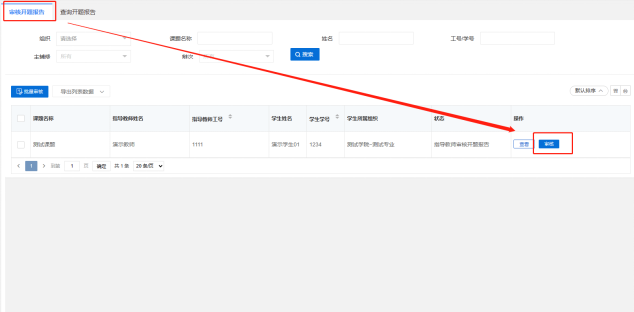 审核开题报告 查询开题报告
组织 请选择 课题名称 姓名 工号/学号
主辅修 所有 届次 搜索
批量审核 导出列表数据 默认排序
课题名称 指导教师姓名 指导教师工号 学生姓名 学生学号 学生所属组织 状态 操作
测试课题 演示教师 1111 演示学生01 1234 测试学院-测试专业 指导教师审核开题报告 查看 审核
1 到第 1 页 确定 共1条 20条/页